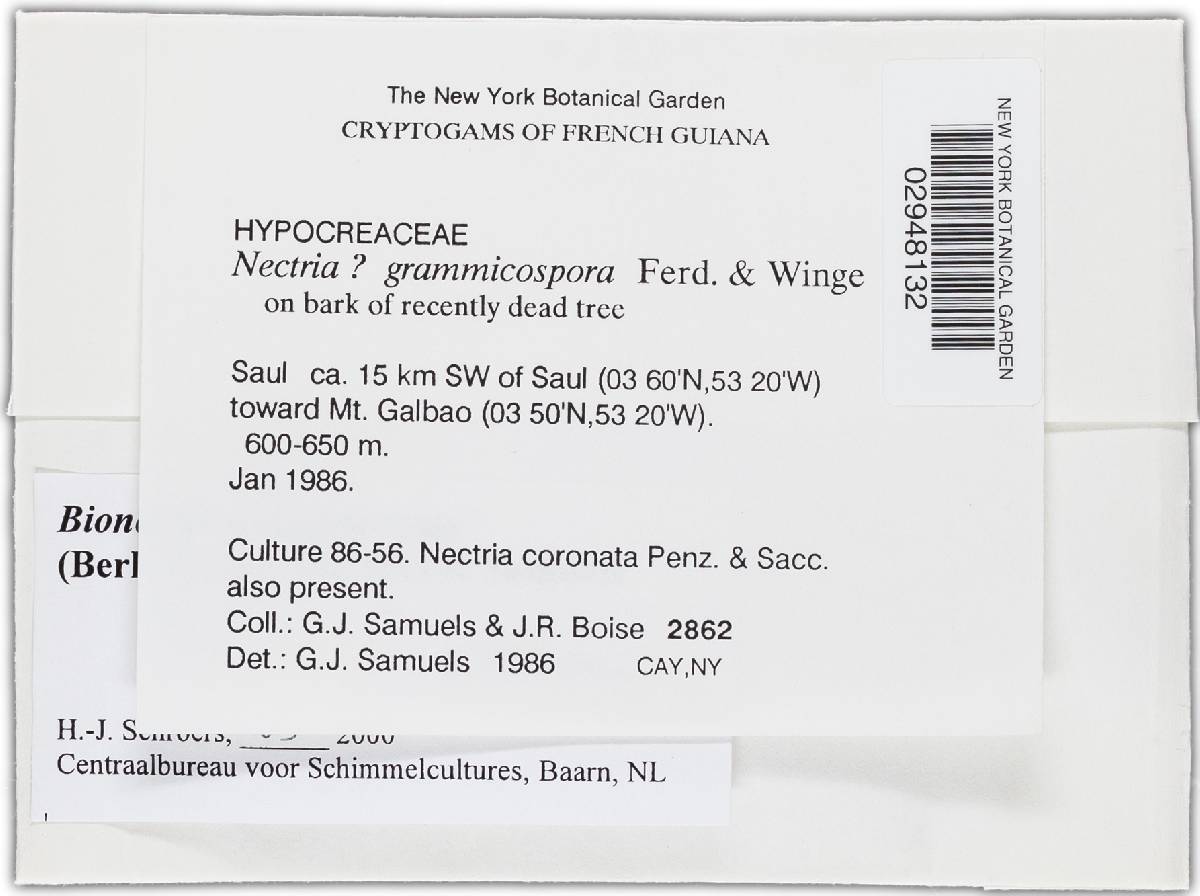 The New York Botanical Garden
CRYPTOGAMS OF FRENCH GUIANA
HYPOCREACEAE
Nectria ? grammicospora Ferd. & Winge
on bark of recently dead tree
Saul ca. 15 km SW of Saul (03 60'N,53 20'W)
toward Mt. Galbao (03 50'N,53 20'W).
600-650 m.
Jan 1986.
Culture 86-56. Nectria coronata Penz. & Sacc.
also present.
Coll.: G.J. Samuels & J.R. Boise 2862
Det.: G.J. Samuels 1986 CAY,NY
NEW YORK BOTANICAL GARDEN
02948132
Bion
(Berl
H.-J. Schroers, 2000
Centraalbureau voor Schimmelcultures, Baarn, NL